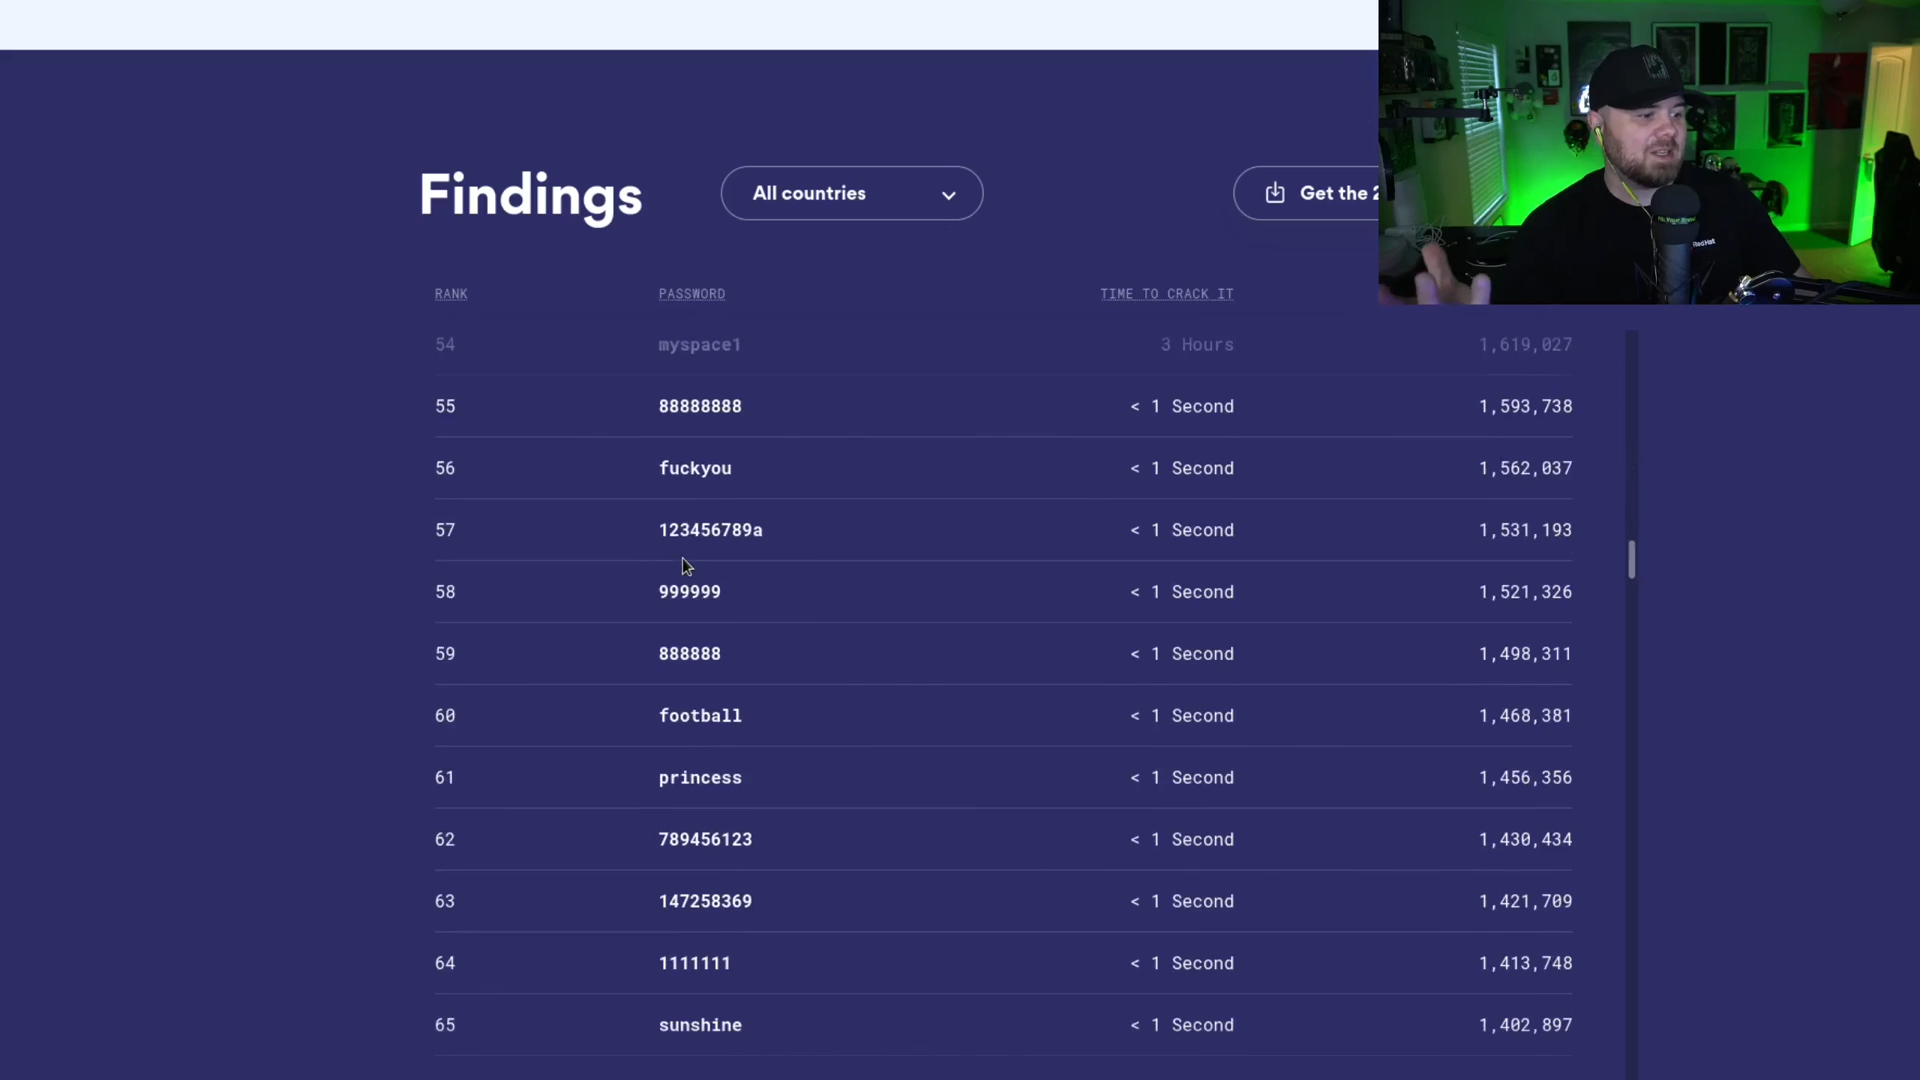 Findings
All countries
Get the 2
RedHat
RANK PASSWORD TIME TO CRACK IT
54 myspace1 3 Hours 1,619,027
55 88888888 < 1 Second 1,593,738
56 fuckyou < 1 Second 1,562,037
57 123456789a < 1 Second 1,531,193
58 999999 < 1 Second 1,521,326
59 888888 < 1 Second 1,498,311
60 football < 1 Second 1,468,381
61 princess < 1 Second 1,456,356
62 789456123 < 1 Second 1,430,434
63 147258369 < 1 Second 1,421,709
64 1111111 < 1 Second 1,413,748
65 sunshine < 1 Second 1,402,897